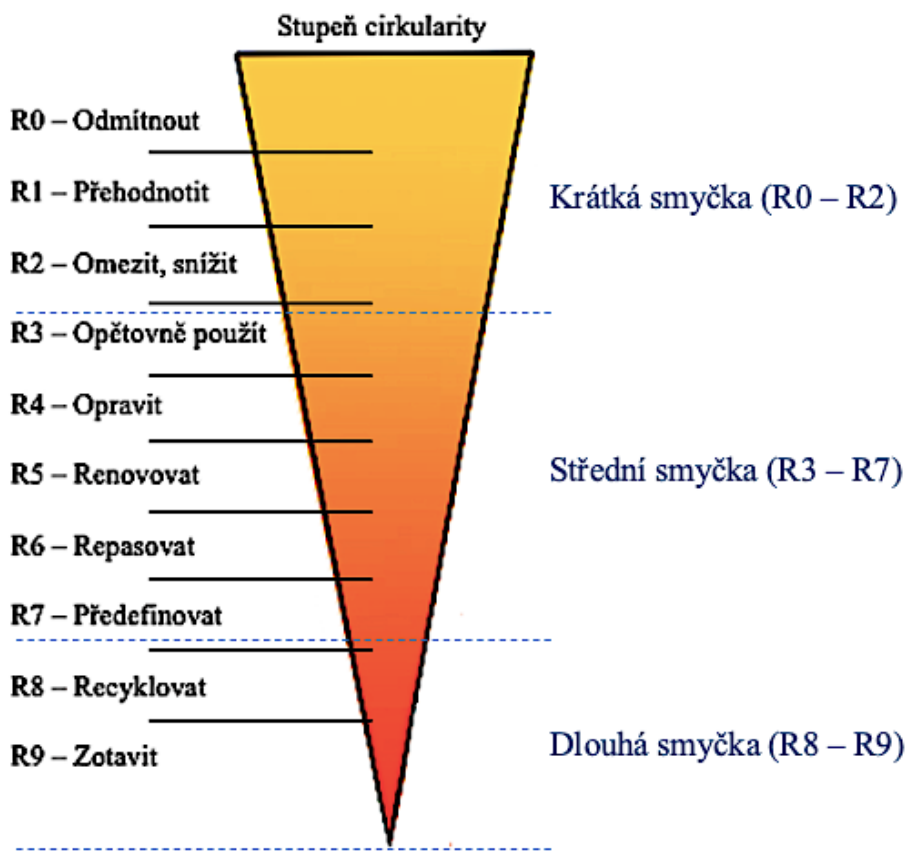 Stupeň cirkularity
R0 – Odmítnout
R1 – Přehodnotit
Krátká smyčka (R0 – R2)
R2 – Omezit, snížit
R3 – Opětovně použít
R4 – Opravit
R5 – Renovovat
Střední smyčka (R3 – R7)
R6 – Repasovat
R7 – Předefinovat
R8 – Recyklovat
R9 – Zotavit
Dlouhá smyčka (R8 – R9)